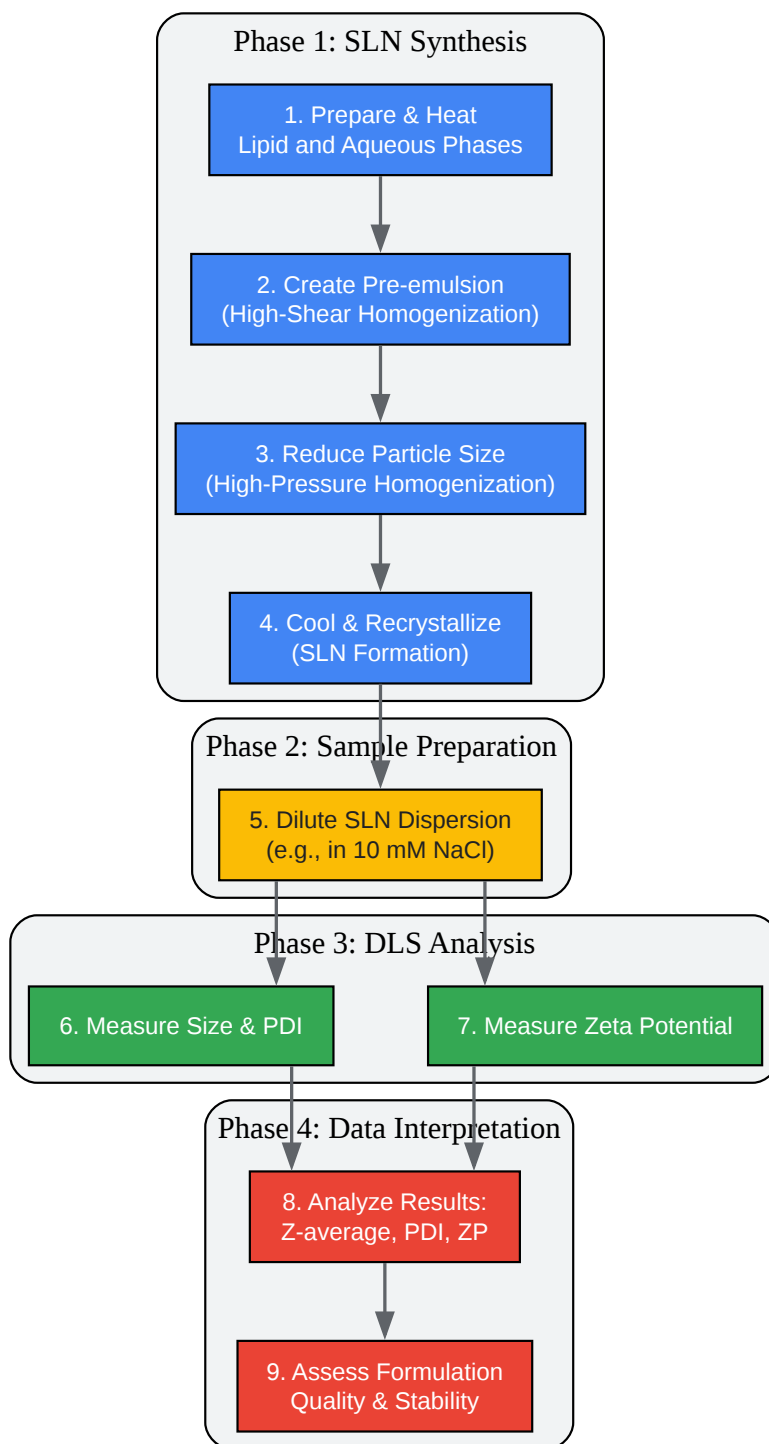 Phase 1: SLN Synthesis
1. Prepare & Heat
Lipid and Aqueous Phases
2. Create Pre-emulsion
(High-Shear Homogenization)
3. Reduce Particle Size
(High-Pressure Homogenization)
4. Cool & Recrystallize
(SLN Formation)
Phase 2: Sample Preparation
5. Dilute SLN Dispersion
(e.g., in 10 mM NaCl)
Phase 3: DLS Analysis
6. Measure Size & PDI
7. Measure Zeta Potential
Phase 4: Data Interpretation
8. Analyze Results:
Z-average, PDI, ZP
9. Assess Formulation
Quality & Stability